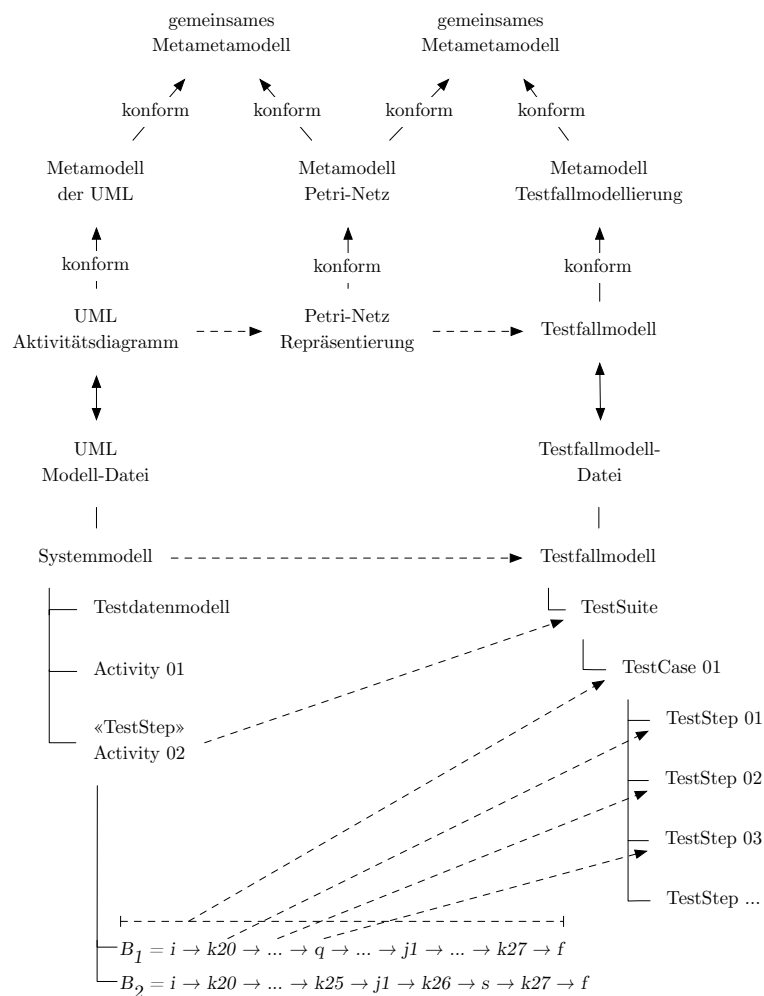 gemeinsames
Metametamodell
gemeinsames
Metametamodell
konform
konform
konform
konform
Metamodell
der UML
Metamodell
Petri-Netz
Metamodell
Testfallmodellierung
konform
konform
konform
UML
Aktivitätsdiagramm
Petri-Netz
Repräsentierung
Testfallmodell
UML
Modell-Datei
Testfallmodell-
Datei
Systemmodell
Testfallmodell
Testdatenmodell
TestSuite
Activity 01
TestCase 01
«TestStep»
Activity 02
TestStep 01
TestStep 02
TestStep 03
TestStep ...
B1 = i → k20 → ... → q → ... → j1 → ... → k27 → f
B2 = i → k20 → ... → k25 → j1 → k26 → s → k27 → f